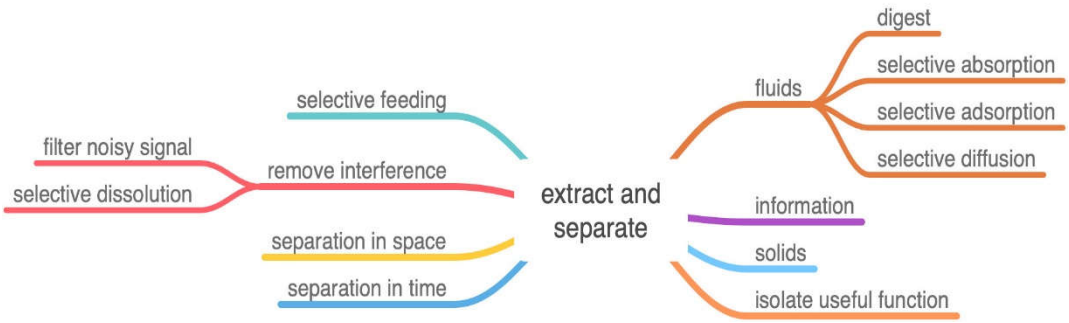 extract and
separate
selective feeding
remove interference
filter noisy signal
selective dissolution
separation in space
separation in time
fluids
digest
selective absorption
selective adsorption
selective diffusion
information
solids
isolate useful function